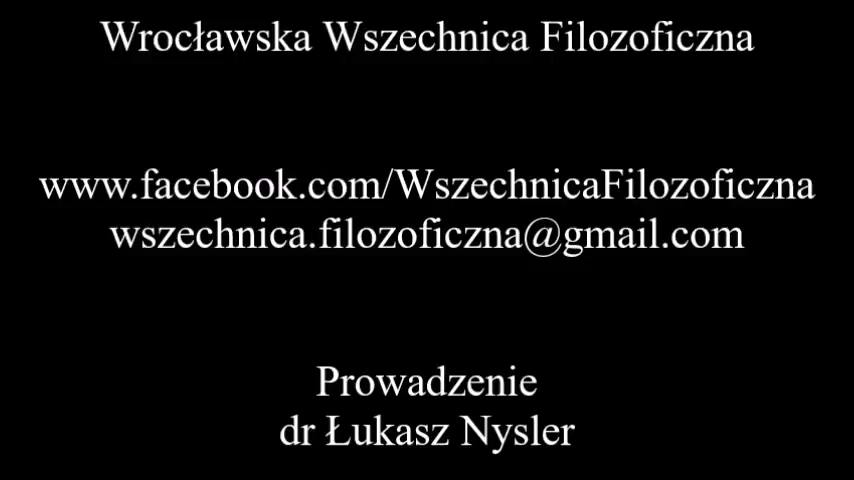 Wrocławska Wszechnica Filozoficzna
www.facebook.com/WszechnicaFilozoficzna
wszechnica.filozoficzna@gmail.com
Prowadzenie
dr Łukasz Nysler